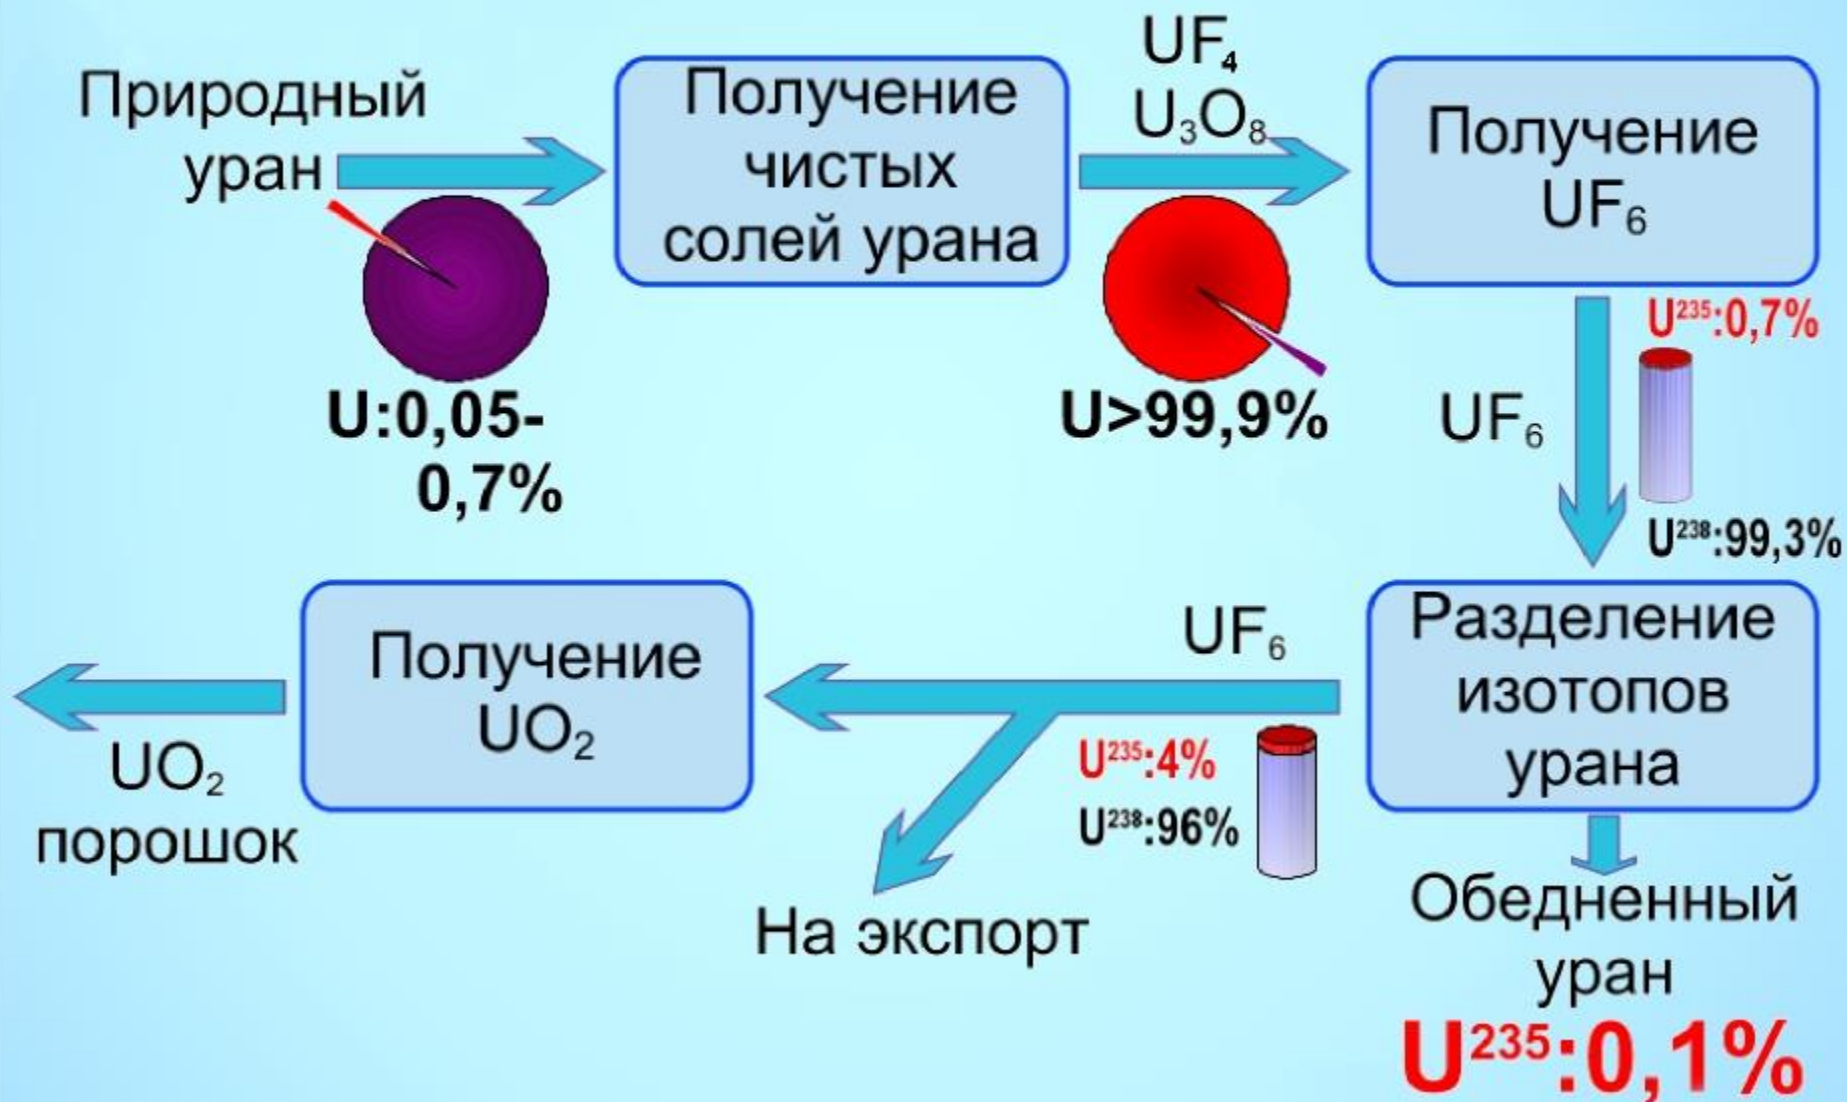 Природный
уран
U:0,05-
0,7%
Получение
чистых
солей урана
UF₄
U₃O₈
U>99,9%
Получение
UF₆
UF₆
U²³⁵:0,7%
U²³⁸:99,3%
Разделение
изотопов
урана
Обедненный
уран
U²³⁵:0,1%
UF₆
U²³⁵:4%
U²³⁸:96%
На экспорт
Получение
UO₂
UO₂
порошок